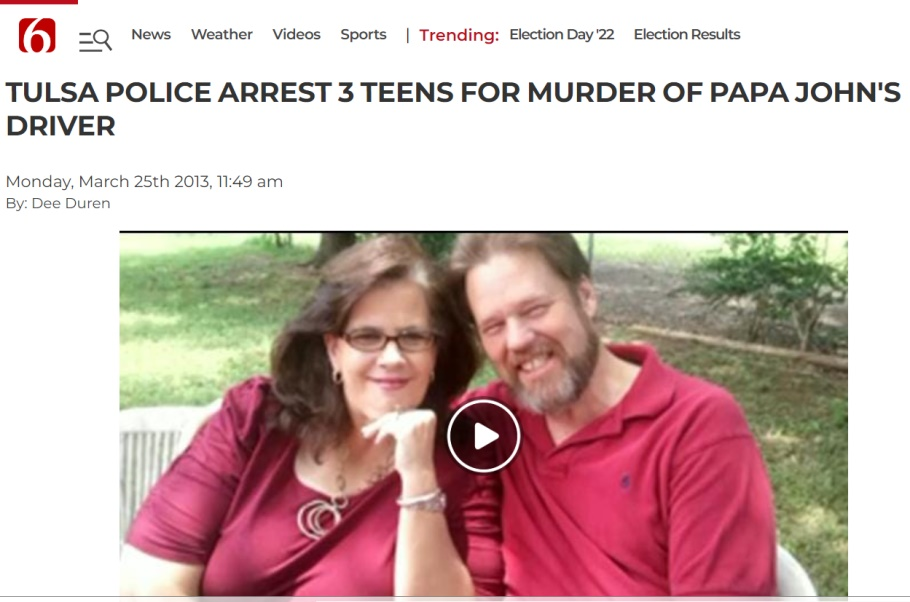 6
News Weather Videos Sports | Trending: Election Day '22 Election Results
TULSA POLICE ARREST 3 TEENS FOR MURDER OF PAPA JOHN'S
DRIVER
Monday, March 25th 2013, 11:49 am
By: Dee Duren